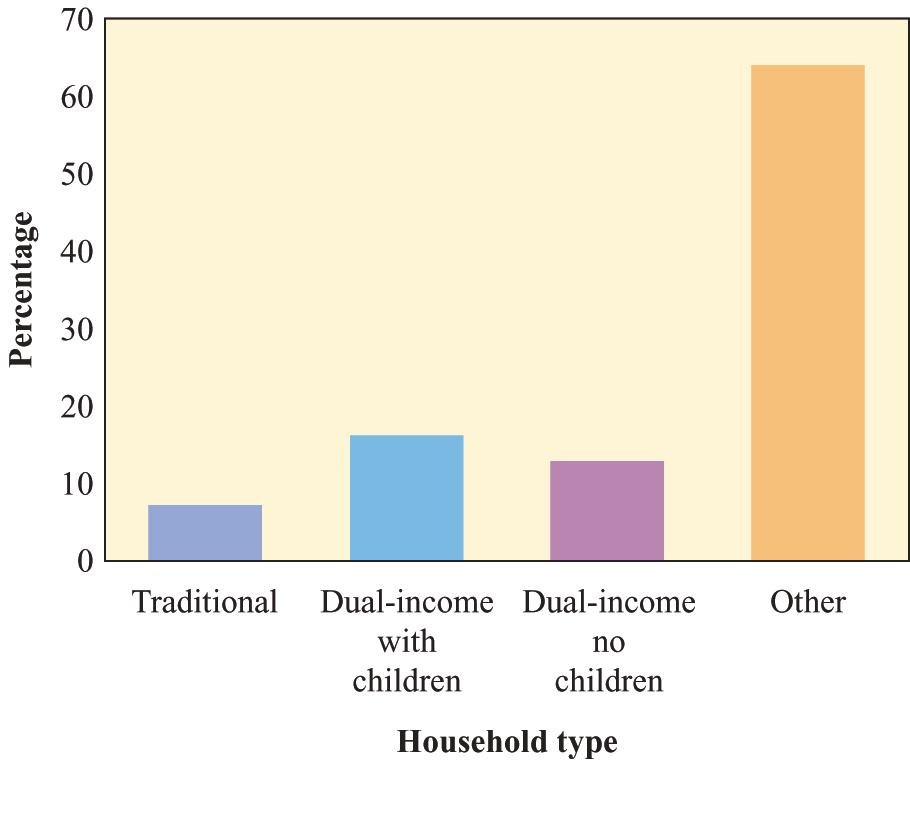 70
60
50
40
30
20
10
0
Percentage
Traditional
Dual-income
with
children
Dual-income
no
children
Other
Household type